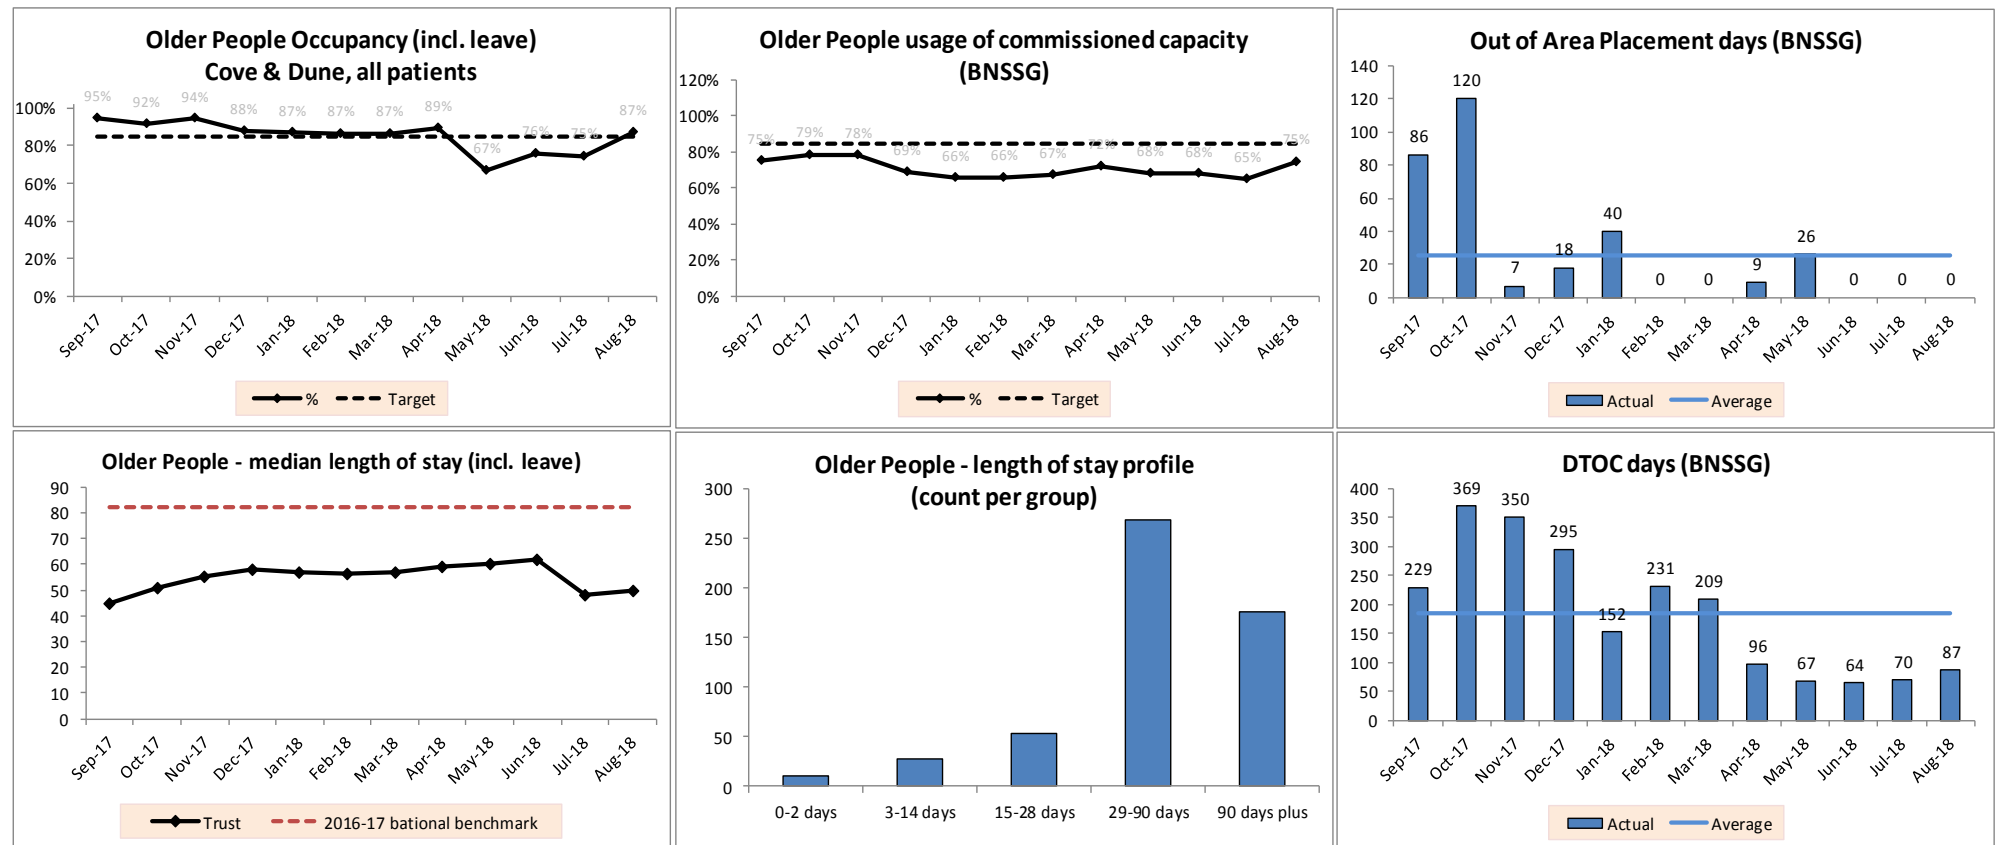 Older People Occupancy (incl. leave)
Cove & Dune, all patients
100%
80%
60%
40%
20%
0%
95%
92%
94%
88%
87%
87%
87%
89%
67%
76%
75%
87%
Sep-17
Oct-17
Nov-17
Dec-17
Jan-18
Feb-18
Mar-18
Apr-18
May-18
Jun-18
Jul-18
Aug-18
% Target
Older People usage of commissioned capacity
(BNSSG)
120%
100%
80%
60%
40%
20%
0%
75%
79%
78%
69%
66%
66%
67%
72%
68%
68%
65%
75%
Sep-17
Oct-17
Nov-17
Dec-17
Jan-18
Feb-18
Mar-18
Apr-18
May-18
Jun-18
Jul-18
Aug-18
% Target
Out of Area Placement days (BNSSG)
140
120
100
80
60
40
20
0
86
120
7
18
40
0
0
9
26
0
0
0
Sep-17
Oct-17
Nov-17
Dec-17
Jan-18
Feb-18
Mar-18
Apr-18
May-18
Jun-18
Jul-18
Aug-18
Actual Average
Older People - median length of stay (incl. leave)
90
80
70
60
50
40
30
20
10
0
Sep-17
Oct-17
Nov-17
Dec-17
Jan-18
Feb-18
Mar-18
Apr-18
May-18
Jun-18
Jul-18
Aug-18
Trust 2016-17 bational benchmark
Older People - length of stay profile
(count per group)
300
250
200
150
100
50
0
0-2 days
3-14 days
15-28 days
29-90 days
90 days plus
DTOC days (BNSSG)
400
350
300
250
200
150
100
50
0
229
369
350
295
152
231
209
96
67
64
70
87
Sep-17
Oct-17
Nov-17
Dec-17
Jan-18
Feb-18
Mar-18
Apr-18
May-18
Jun-18
Jul-18
Aug-18
Actual Average